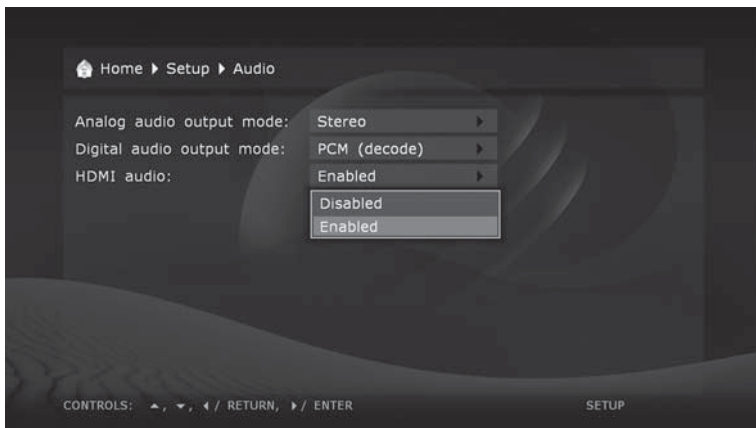 Home ▶ Setup ▶ Audio
Analog audio output mode: Stereo
Digital audio output mode: PCM (decode)
HDMI audio: Enabled
Disabled
Enabled
CONTROLS: ▲, ▼, ◀ / RETURN, ▶ / ENTER SETUP